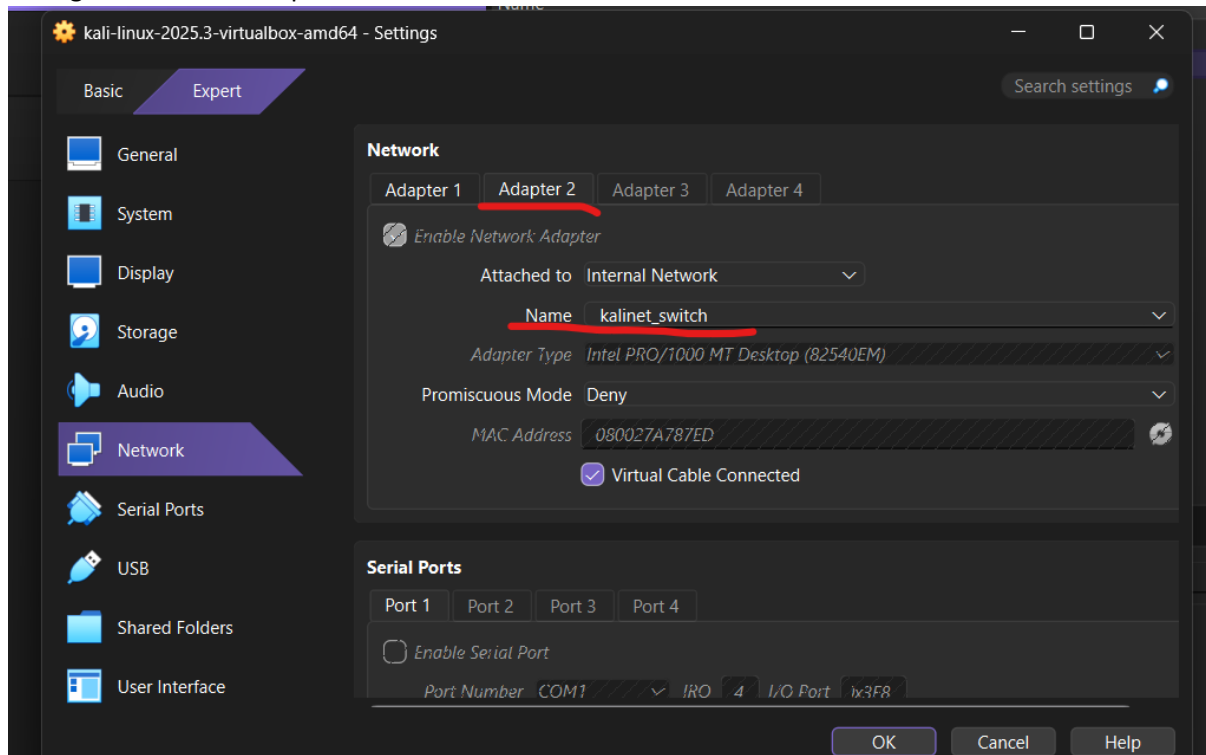 Name
kali-linux-2025.3-virtualbox-amd64 - Settings
Basic Expert Search settings
General
System
Display
Storage
Audio
Network
Serial Ports
USB
Shared Folders
User Interface
Network
Adapter 1 Adapter 2 Adapter 3 Adapter 4
Enable Network Adapter
Attached to Internal Network
Name kalinet_switch
Adapter Type Intel PRO/1000 MT Desktop (82540EM)
Promiscuous Mode Deny
MAC Address 080027A787ED
Virtual Cable Connected
Serial Ports
Port 1 Port 2 Port 3 Port 4
Enable Serial Port
Port Number COM1 IRQ 4 I/O Port
OK Cancel Help